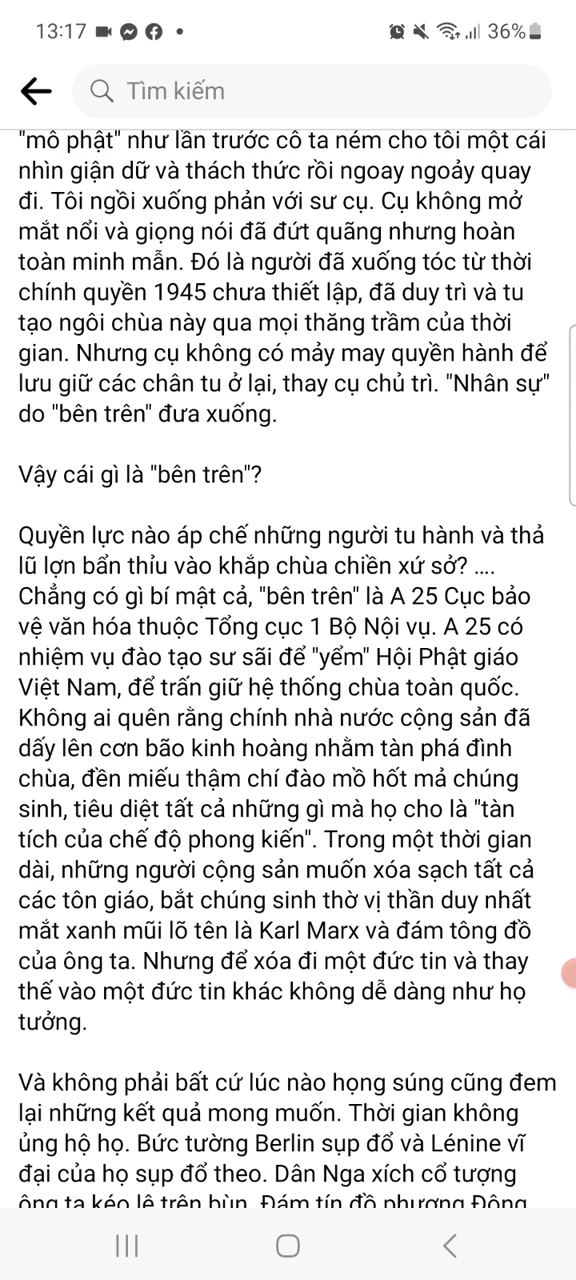 13:17
36%
Tìm kiếm
"mô phật" như lần trước cô ta ném cho tôi một cái
nhìn giận dữ và thách thức rồi ngoay ngoảy quay
đi. Tôi ngồi xuống phản với sư cụ. Cụ không mở
mắt nổi và giọng nói đã đứt quãng nhưng hoàn
toàn minh mẫn. Đó là người đã xuống tóc từ thời
chính quyền 1945 chưa thiết lập, đã duy trì và tu
tạo ngôi chùa này qua mọi thăng trầm của thời
gian. Nhưng cụ không có mảy may quyền hành để
lưu giữ các chân tu ở lại, thay cụ chủ trì. "Nhân sự"
do "bên trên" đưa xuống.
Vậy cái gì là "bên trên"?
Quyền lực nào áp chế những người tu hành và thả
lũ lợn bẩn thỉu vào khắp chùa chiền xứ sở? ....
Chẳng có gì bí mật cả, "bên trên" là A 25 Cục bảo
vệ văn hóa thuộc Tổng cục 1 Bộ Nội vụ. A 25 có
nhiệm vụ đào tạo sư sãi để "yểm" Hội Phật giáo
Việt Nam, để trấn giữ hệ thống chùa toàn quốc.
Không ai quên rằng chính nhà nước cộng sản đã
dấy lên cơn bão kinh hoàng nhằm tàn phá đình
chùa, đền miếu thậm chí đào mồ hốt mả chúng
sinh, tiêu diệt tất cả những gì mà họ cho là "tàn
tích của chế độ phong kiến". Trong một thời gian
dài, những người cộng sản muốn xóa sạch tất cả
các tôn giáo, bắt chúng sinh thờ vị thần duy nhất
mắt xanh mũi lõ tên là Karl Marx và đám tông đồ
của ông ta. Nhưng để xóa đi một đức tin và thay
thế vào một đức tin khác không dễ dàng như họ
tưởng.
Và không phải bất cứ lúc nào họng súng cũng đem
lại những kết quả mong muốn. Thời gian không
ủng hộ họ. Bức tường Berlin sụp đổ và Lénine vĩ
đại của họ sụp đổ theo. Dân Nga xích cổ tượng
ông ta kéo lê trên bùn. Đám tín đồ phương Đông